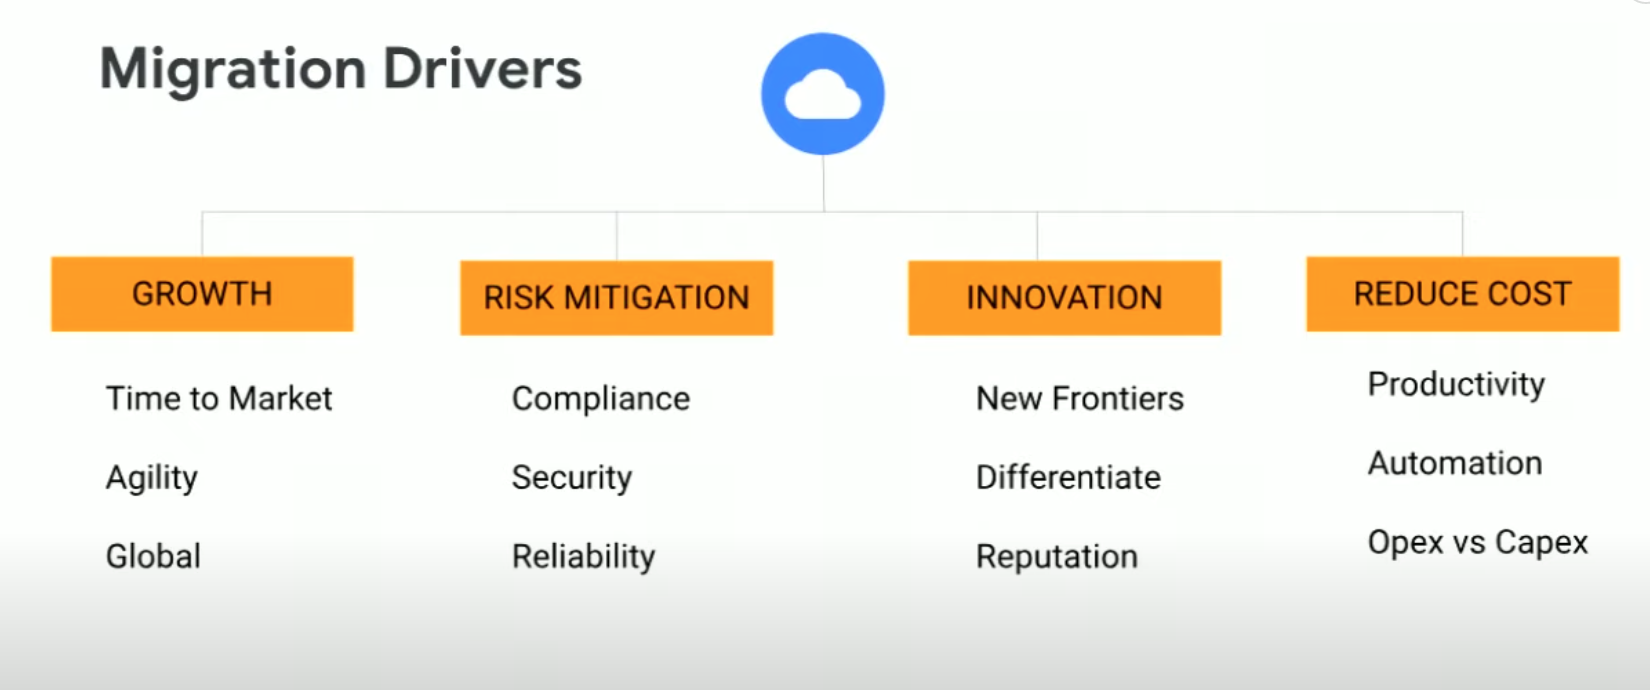 Migration Drivers
GROWTH
Time to Market
Agility
Global
RISK MITIGATION
Compliance
Security
Reliability
INNOVATION
New Frontiers
Differentiate
Reputation
REDUCE COST
Productivity
Automation
Opex vs Capex